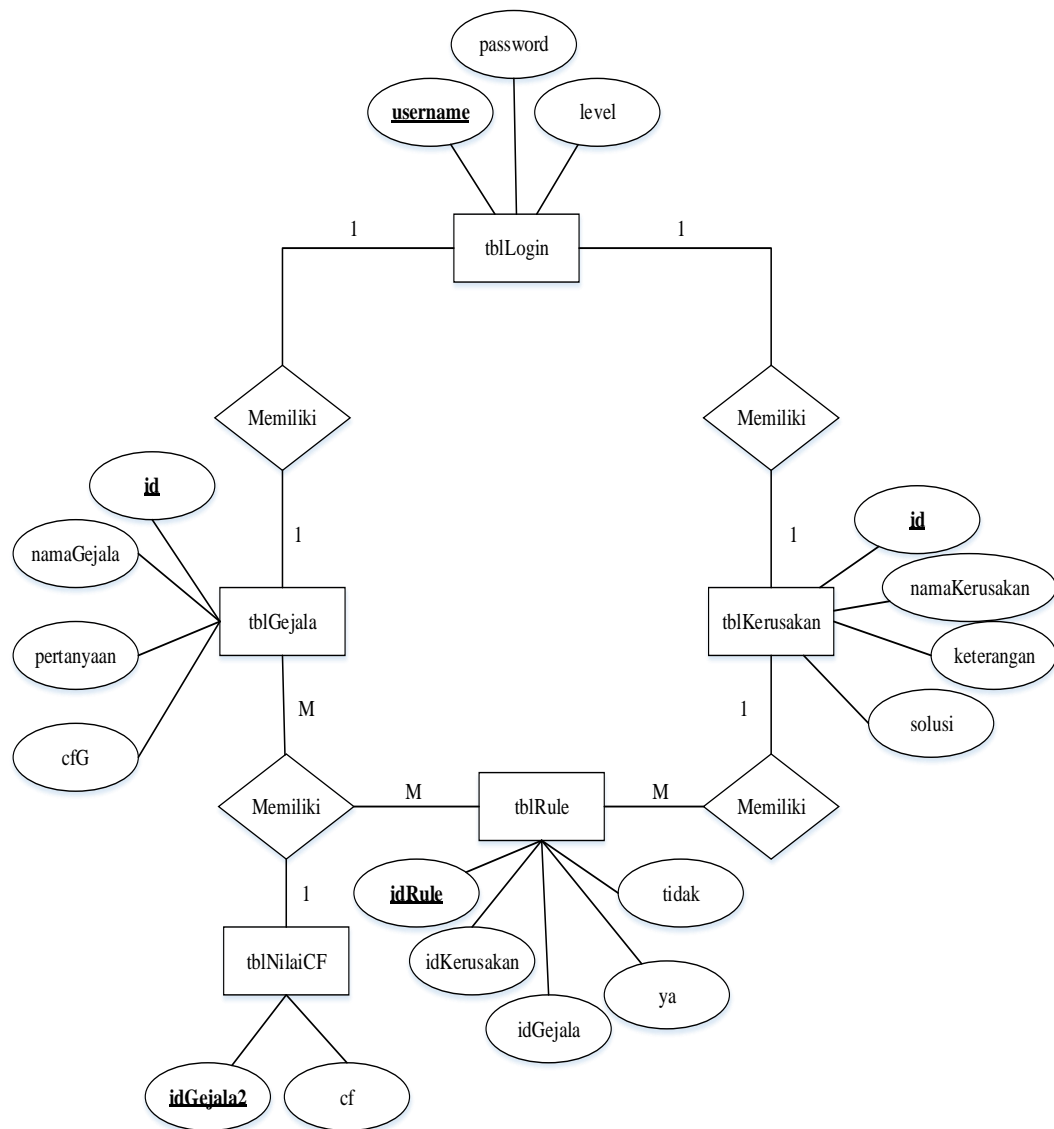 password
username
level
1
1
tblLogin
Memiliki
Memiliki
id
id
namaGejala
1
1
namaKerusakan
tblGejala
tblKerusakan
pertanyaan
keterangan
M
1
solusi
cfG
Memiliki
M
tblRule
M
Memiliki
1
idRule
tidak
tblNilaiCF
idKerusakan
ya
idGejala
idGejala2
cf